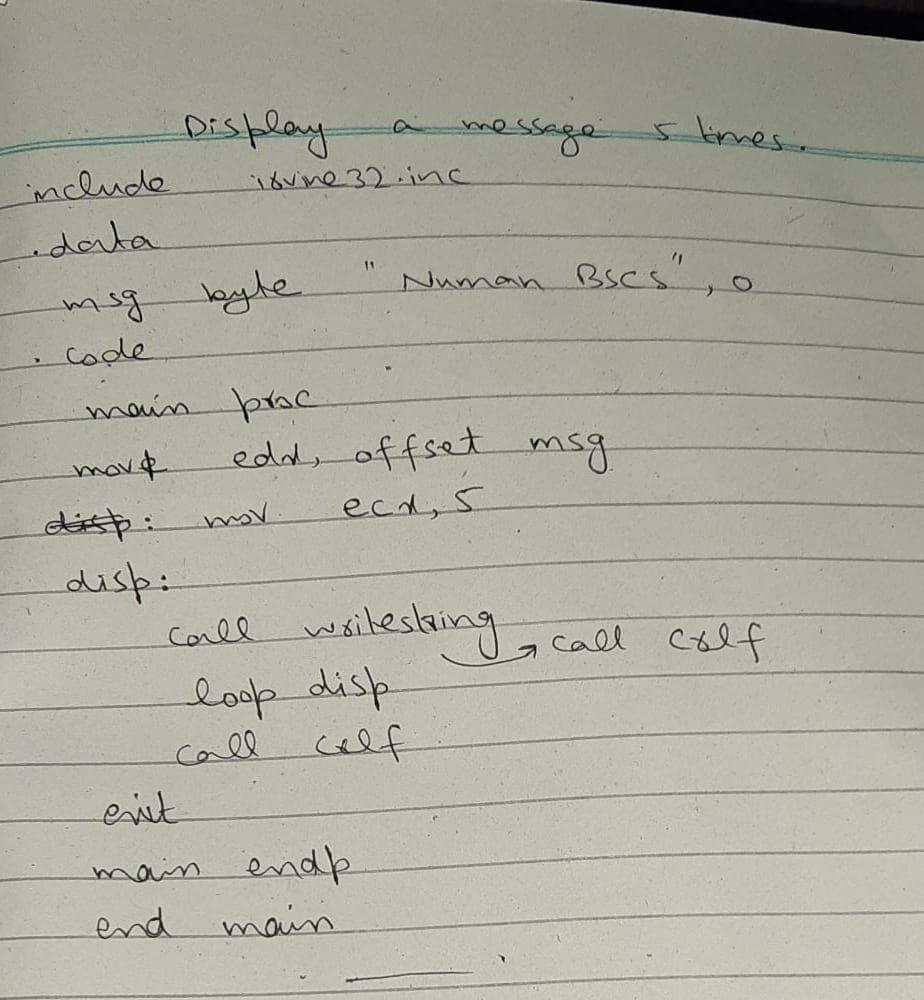 Display a message 5 times.
include irvine32.inc
.data
msg byte "Numan BSCS", 0
.code
main proc
mov edx, offset msg
disp: mov ecx, 5
disp:
call writestring → call crlf
loop disp
call crlf
exit
main endp
end main